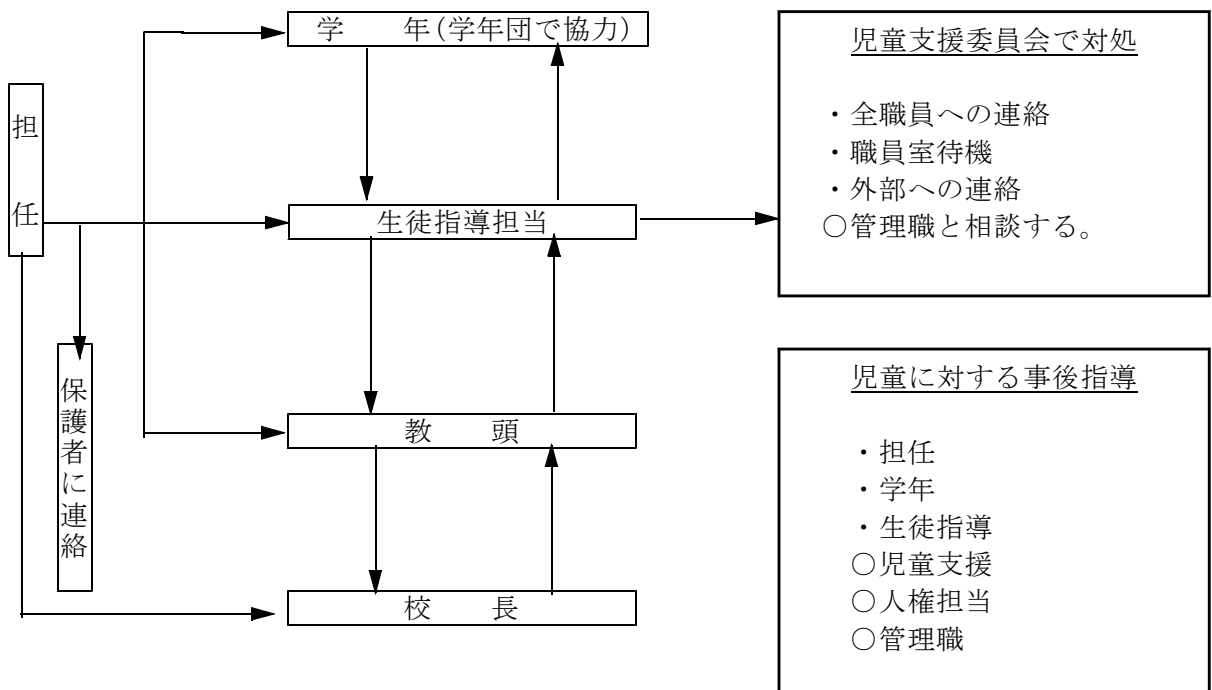 学　　年(学年団で協力)
担任
生徒指導担当
保護者に連絡
教　　頭
校　　長
児童支援委員会で対処
・全職員への連絡
・職員室待機
・外部への連絡
○管理職と相談する。
児童に対する事後指導
・担任
・学年
・生徒指導
○児童支援
○人権担当
○管理職